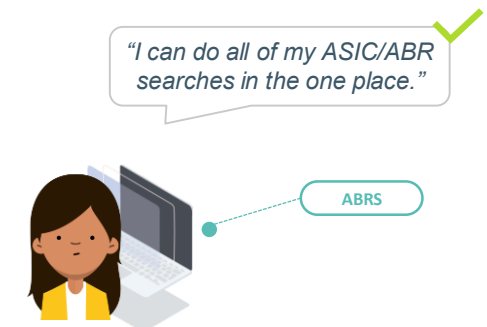 “I can do all of my ASIC/ABR
searches in the one place.”
ABRS